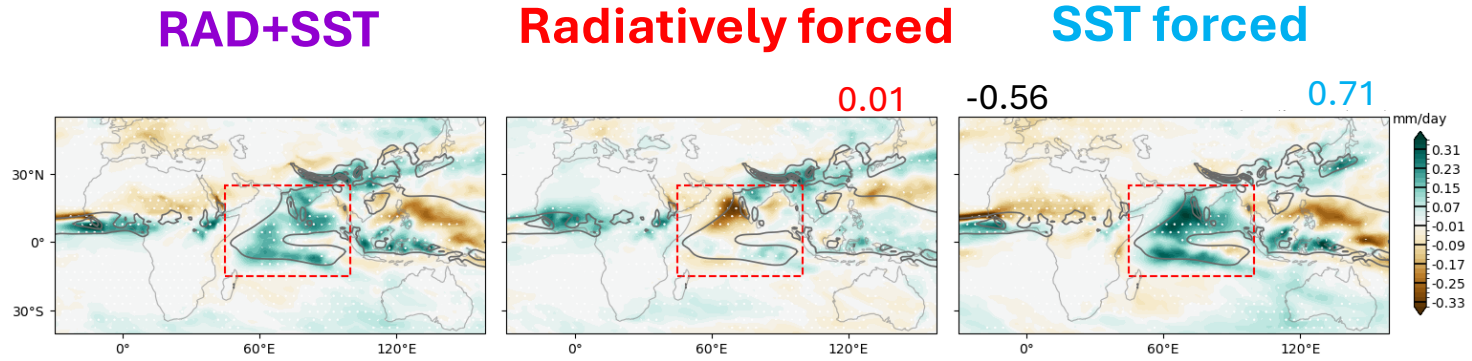 RAD+SST Radiatively forced SST forced
0.01 -0.56 0.71
mm/day
30°N
0°
30°S
0° 60°E 120°E 0° 60°E 120°E 0° 60°E 120°E
0.31
0.23
0.15
0.07
-0.01
-0.09
-0.17
-0.25
-0.33